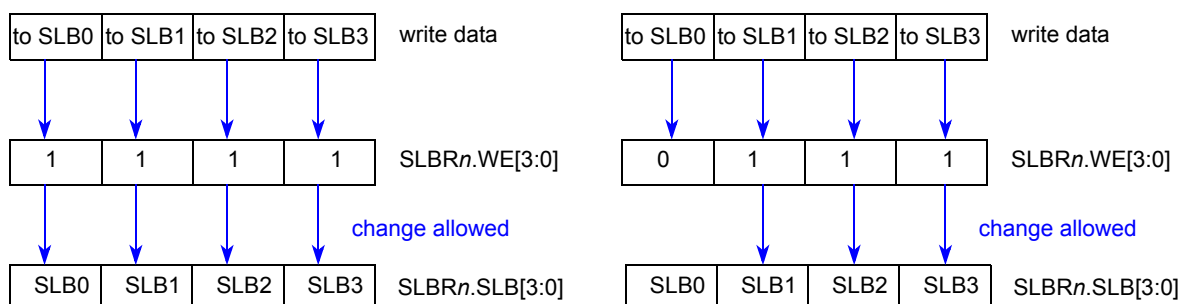 to SLB0 to SLB1 to SLB2 to SLB3 write data
1 1 1 1 SLBRn.WE[3:0]
change allowed
SLB0 SLB1 SLB2 SLB3 SLBRn.SLB[3:0]
to SLB0 to SLB1 to SLB2 to SLB3 write data
0 1 1 1 SLBRn.WE[3:0]
change allowed
SLB0 SLB1 SLB2 SLB3 SLBRn.SLB[3:0]